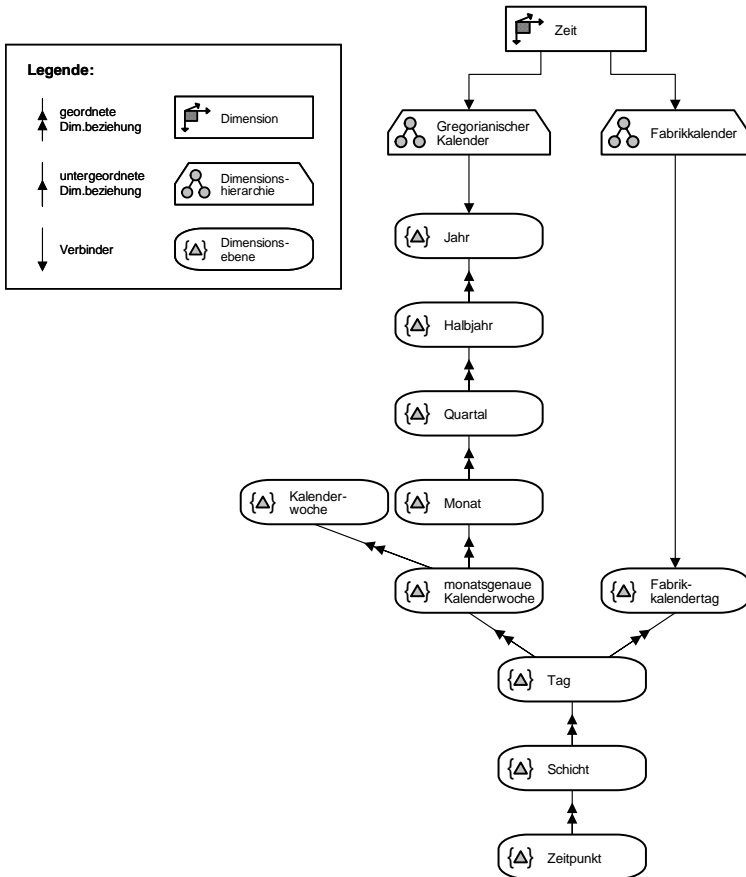 Zeit
Legende:
geordnete
Dim.beziehung
Dimension
untergeordnete
Dim.beziehung
Dimensions-
hierarchie
Verbinder
Dimensions-
ebene
Gregorianischer
Kalender
Fabrikkalender
Jahr
Halbjahr
Quartal
Kalender-
woche
Monat
monatsgenaue
Kalenderwoche
Fabrik-
kalendertag
Tag
Schicht
Zeitpunkt